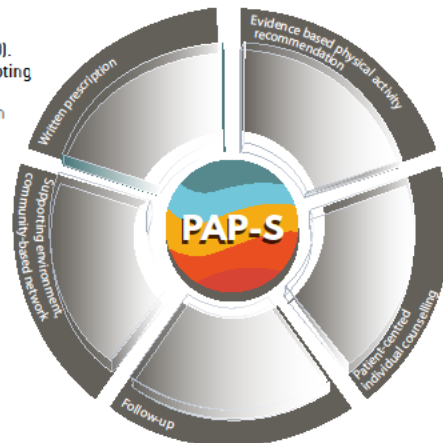 ).
oting
Evidence based physical activity
recommendation
Written prescription
PAP-S
Supporting environment,
community-based network
Patient-centred
individual counselling
Follow-up